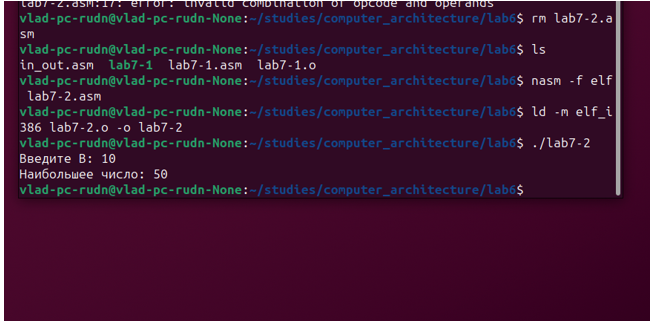 lab7-2.asm:17: error: invalid combination of opcode and operands
vlad-pc-rudn@vlad-pc-rudn-None:~/studies/computer_architecture/lab6$ rm lab7-2.a
sm
vlad-pc-rudn@vlad-pc-rudn-None:~/studies/computer_architecture/lab6$ ls
in_out.asm  lab7-1  lab7-1.asm  lab7-1.o
vlad-pc-rudn@vlad-pc-rudn-None:~/studies/computer_architecture/lab6$ nasm -f elf
 lab7-2.asm
vlad-pc-rudn@vlad-pc-rudn-None:~/studies/computer_architecture/lab6$ ld -m elf_i
386 lab7-2.o -o lab7-2
vlad-pc-rudn@vlad-pc-rudn-None:~/studies/computer_architecture/lab6$ ./lab7-2
Введите B: 10
Наибольшее число: 50
vlad-pc-rudn@vlad-pc-rudn-None:~/studies/computer_architecture/lab6$